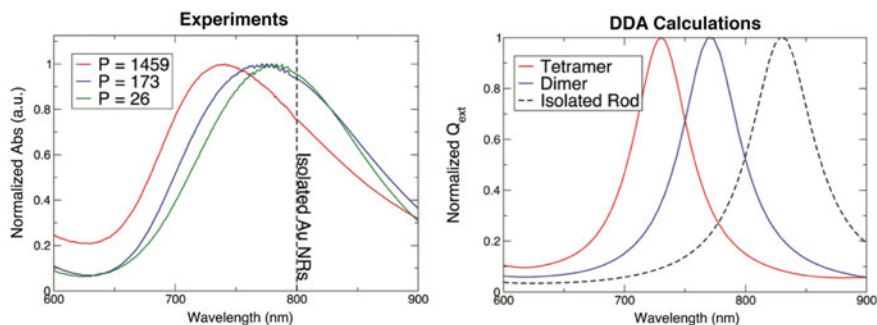 Experiments
Normalized Abs (a.u.)
1
0.8
0.6
0.4
0.2
0
P = 1459
P = 173
P = 26
Isolated Au NRs
600
700
800
900
Wavelength (nm)
DDA Calculations
Normalized Q_ext
1
0.8
0.6
0.4
0.2
Tetramer
Dimer
Isolated Rod
600
700
800
900
Wavelength (nm)